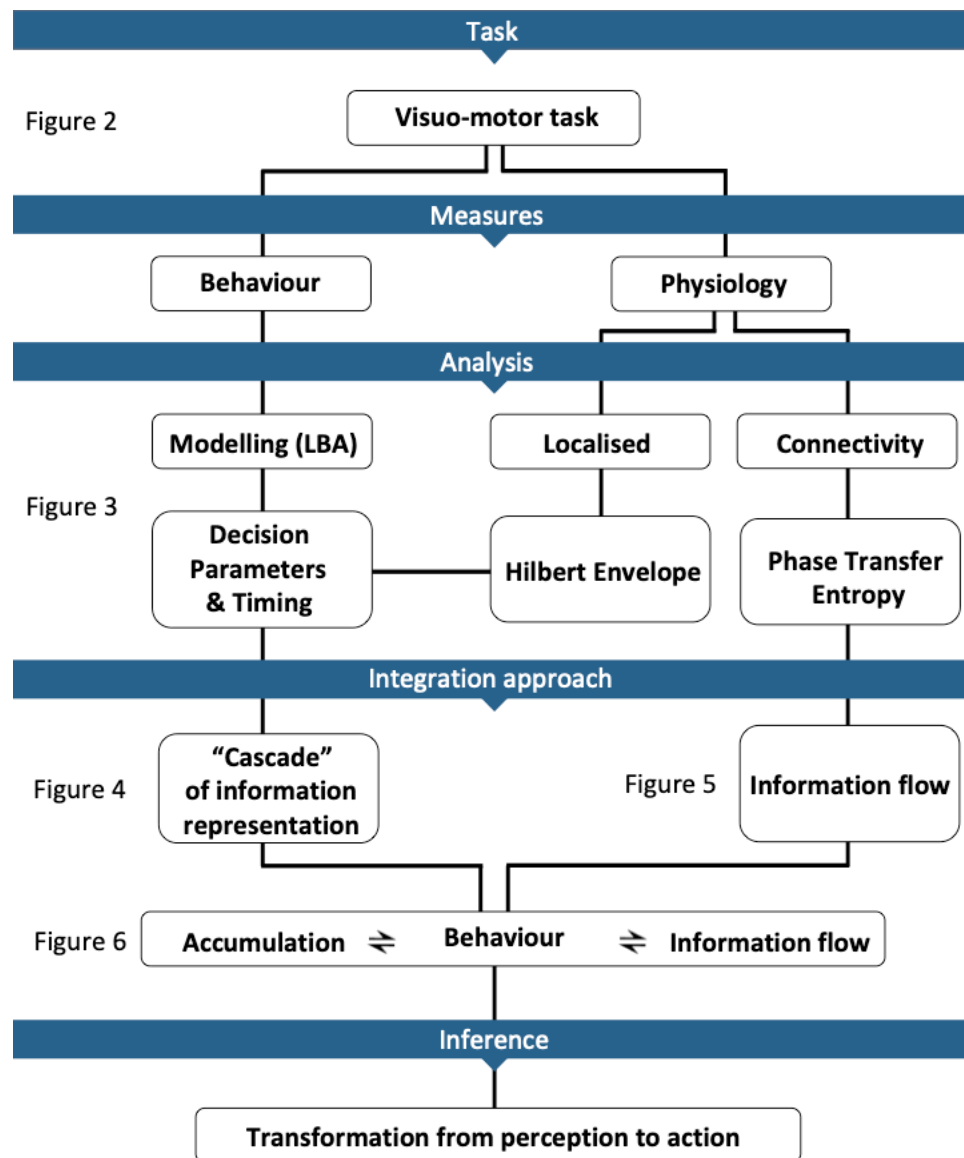 Task
Figure 2
Visuo-motor task
Measures
Behaviour
Physiology
Analysis
Modelling (LBA)
Localised
Connectivity
Figure 3
Decision
Parameters
& Timing
Hilbert Envelope
Phase Transfer
Entropy
Integration approach
Figure 4
“Cascade”
of information
representation
Figure 5
Information flow
Figure 6
Accumulation ⇌ Behaviour ⇌ Information flow
Inference
Transformation from perception to action